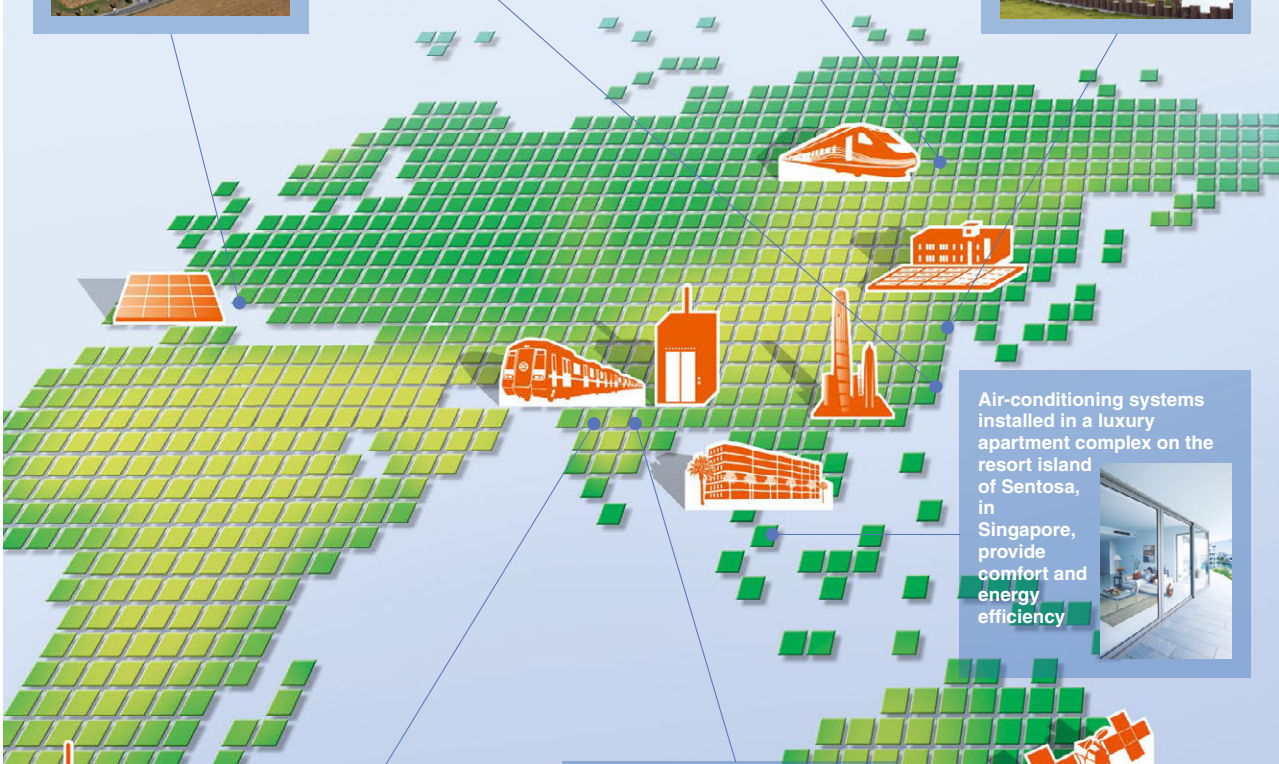 Air-conditioning systems
installed in a luxury
apartment complex on the
resort island
of Sentosa,
in
Singapore,
provide
comfort and
energy
efficiency